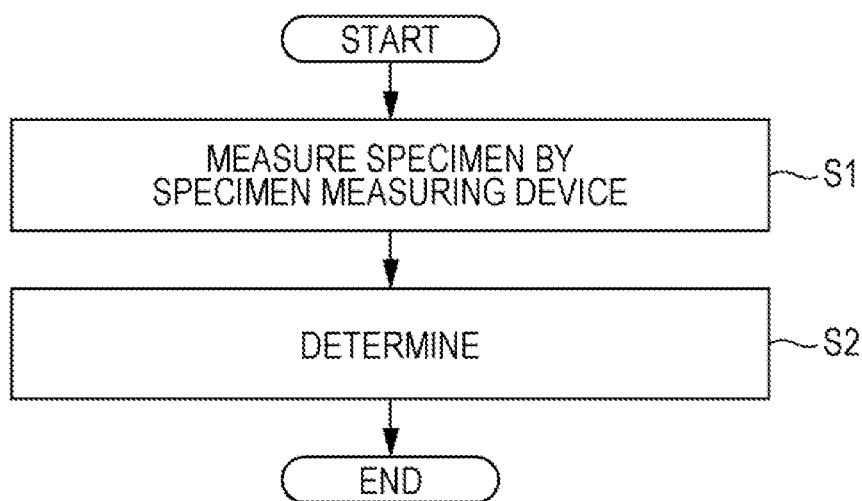 START
MEASURE SPECIMEN BY
SPECIMEN MEASURING DEVICE
S1
DETERMINE
S2
END